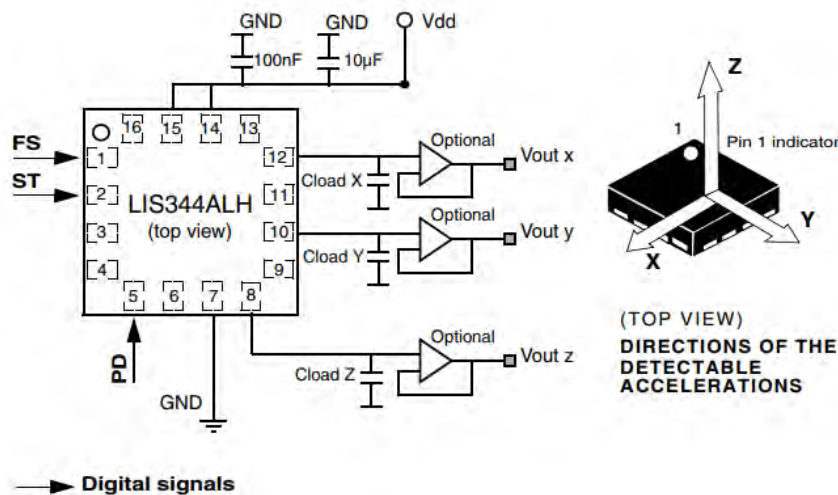 GND
GND
Vdd
100nF
10µF
16
15
14
13
FS
1
12
Cload X
Optional
Vout x
ST
2
11
LIS344ALH
(top view)
3
10
Cload Y
Optional
Vout y
4
9
5
6
7
8
PD
GND
Cload Z
Optional
Vout z
Digital signals
Z
1
Pin 1 indicator
X
Y
(TOP VIEW)
DIRECTIONS OF THE
DETECTABLE
ACCELERATIONS